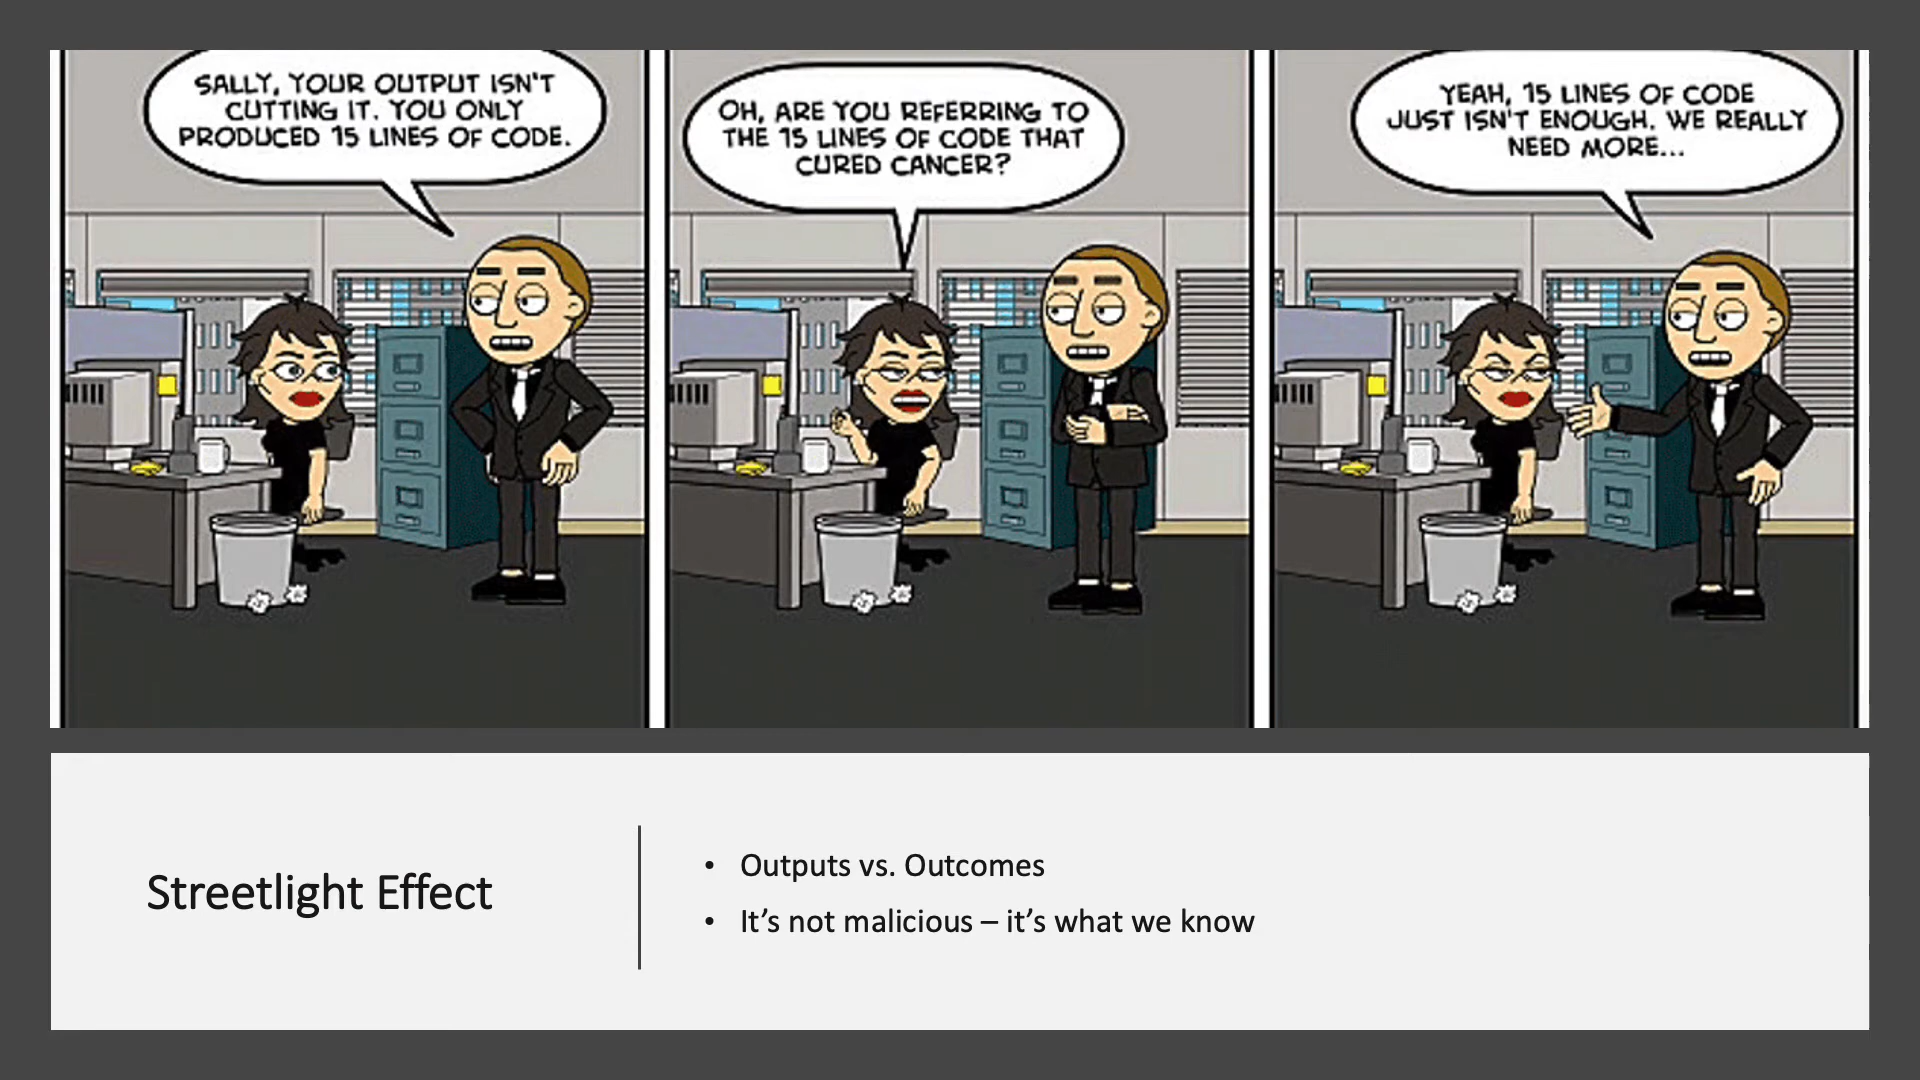 SALLY, YOUR OUTPUT ISN'T
CUTTING IT. YOU ONLY
PRODUCED 15 LINES OF CODE.
OH, ARE YOU REFERRING TO
THE 15 LINES OF CODE THAT
CURED CANCER?
YEAH, 15 LINES OF CODE
JUST ISN'T ENOUGH. WE REALLY
NEED MORE...
Streetlight Effect
• Outputs vs. Outcomes
• It’s not malicious – it’s what we know